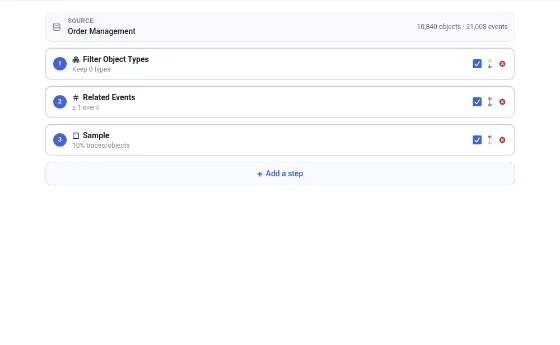 SOURCE
Order Management
10,840 objects · 21,008 events
1
Filter Object Types
Keep 0 types
2
# Related Events
≥ 1 event
3
Sample
10% traces/objects
+ Add a step